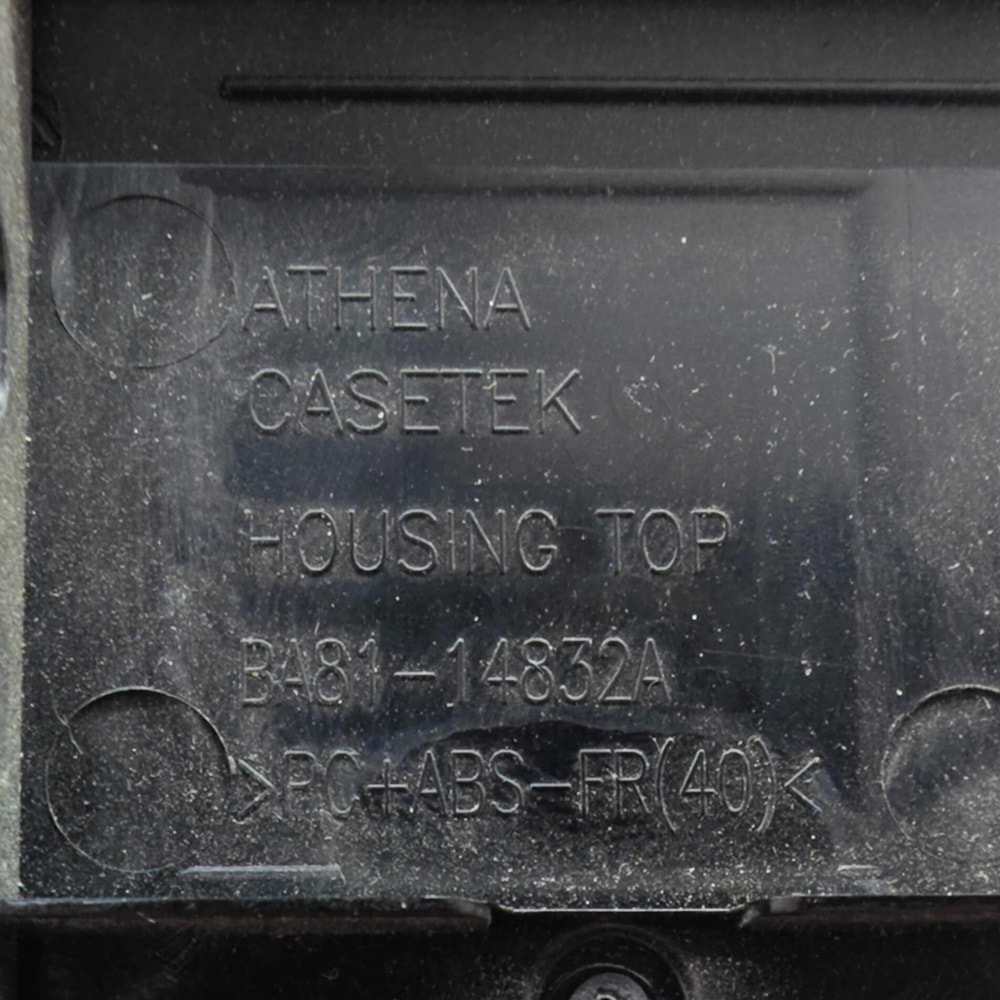 ATHENA
CASETEK
HOUSING TOP
BA81-14832A
>PC+ABS-FR(40)<